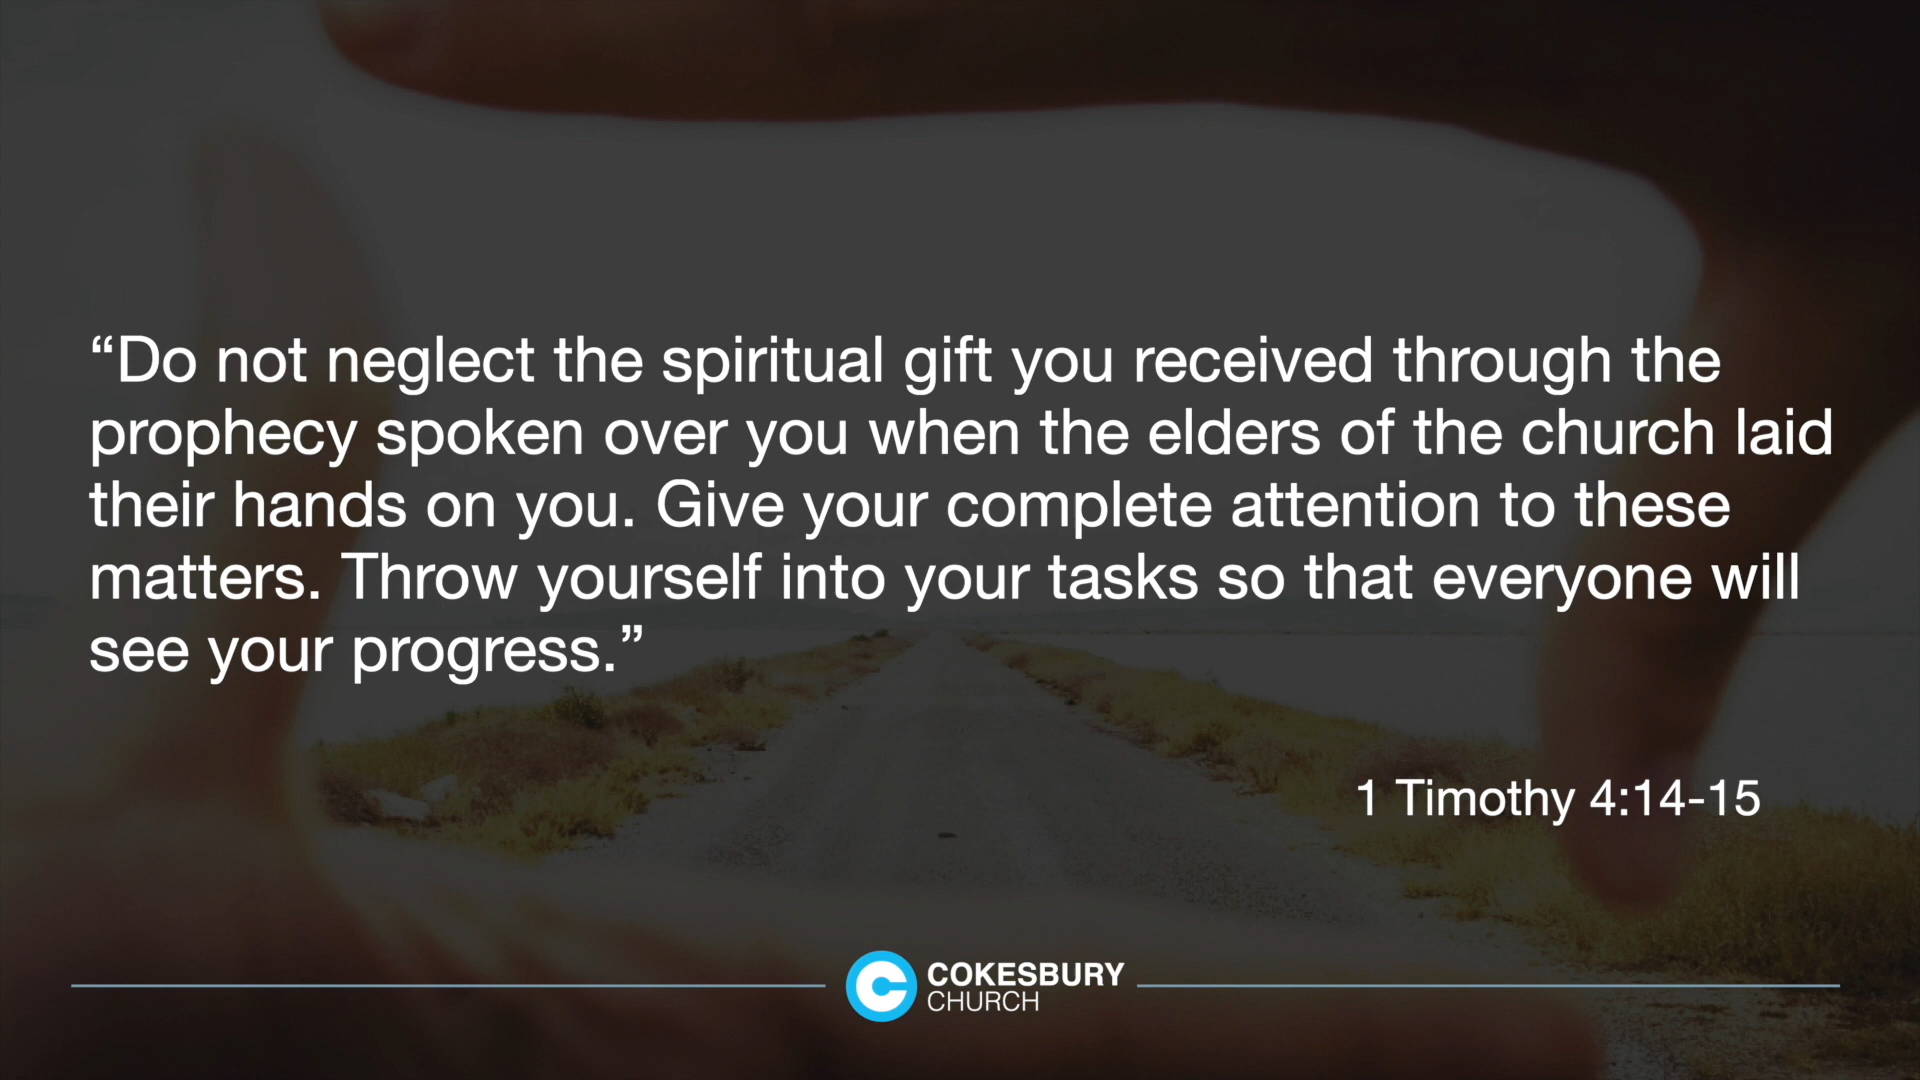 “Do not neglect the spiritual gift you received through the
prophecy spoken over you when the elders of the church laid
their hands on you. Give your complete attention to these
matters. Throw yourself into your tasks so that everyone will
see your progress.”
1 Timothy 4:14-15
COKESBURY
CHURCH